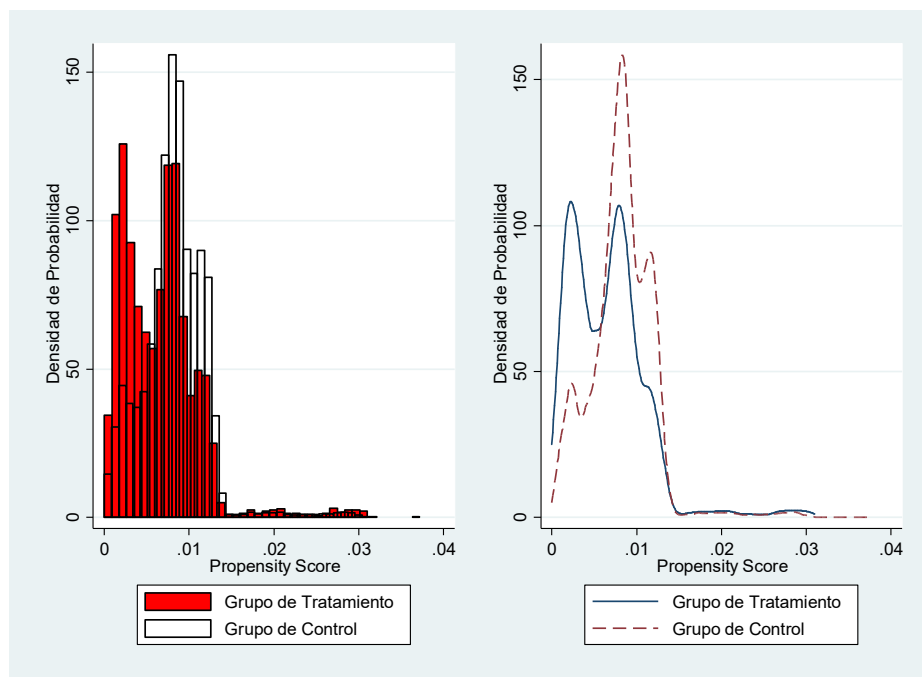 Densidad de Probabilidad
0
50
100
150
0
.01
.02
.03
.04
Propensity Score
Grupo de Tratamiento
Grupo de Control
Densidad de Probabilidad
0
50
100
150
0
.01
.02
.03
.04
Propensity Score
Grupo de Tratamiento
Grupo de Control